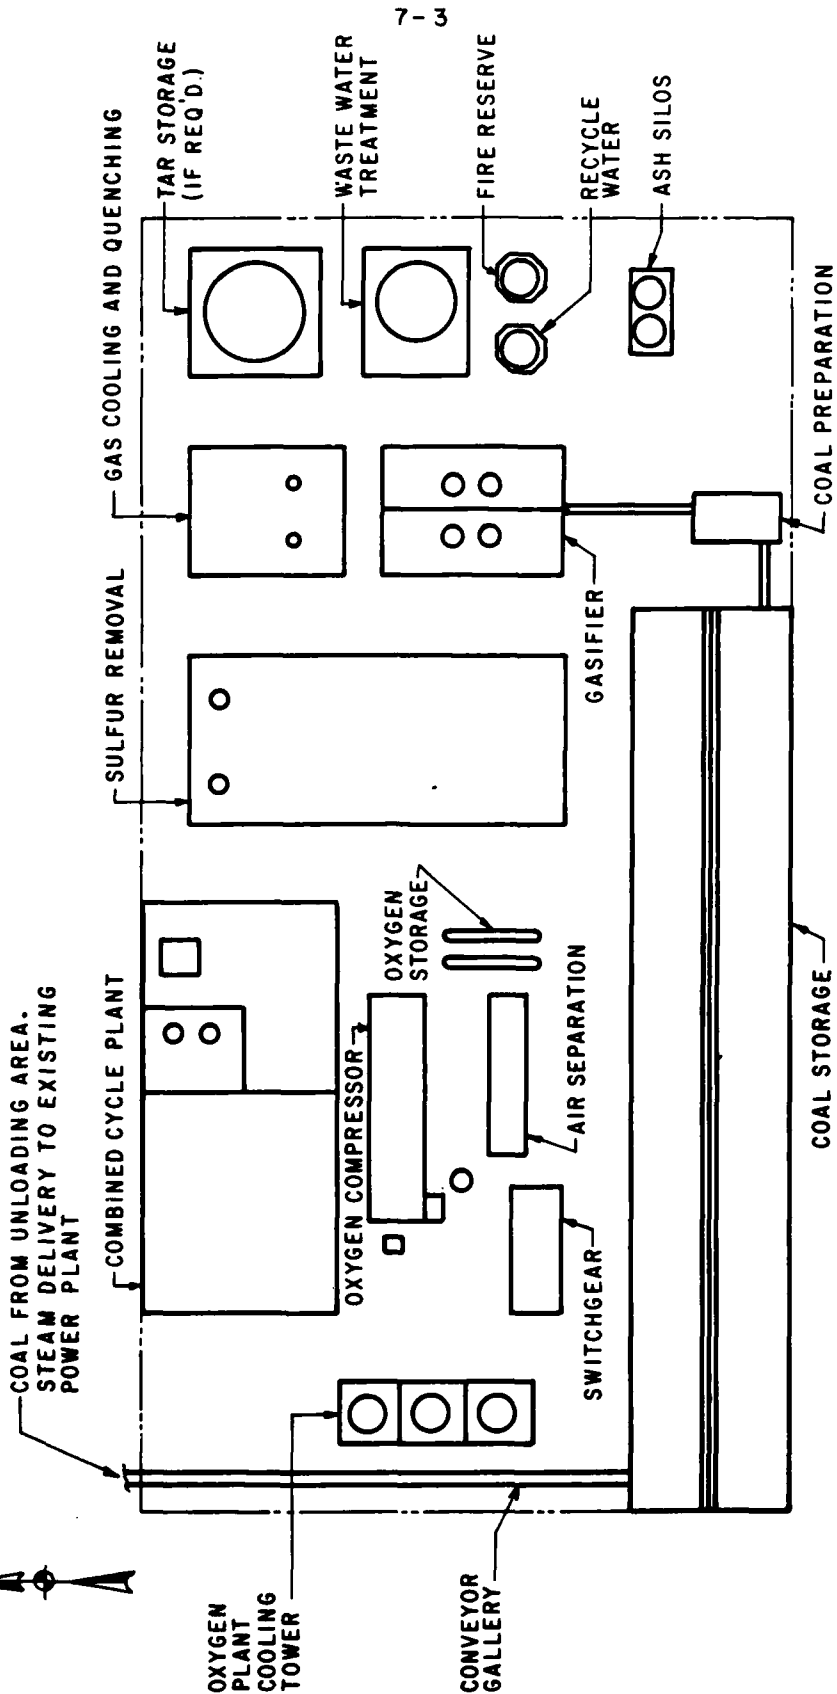 7-3
COAL FROM UNLOADING AREA.
STEAM DELIVERY TO EXISTING
POWER PLANT
COMBINED CYCLE PLANT
SULFUR REMOVAL
GAS COOLING AND QUENCHING
TAR STORAGE
(IF REQ'D.)
WASTE WATER
TREATMENT
FIRE RESERVE
RECYCLE
WATER
ASH SILOS
OXYGEN
PLANT
COOLING
TOWER
OXYGEN COMPRESSOR
OXYGEN
STORAGE
AIR SEPARATION
SWITCHGEAR
GASIFIER
CONVEYOR
GALLERY
COAL STORAGE
COAL PREPARATION